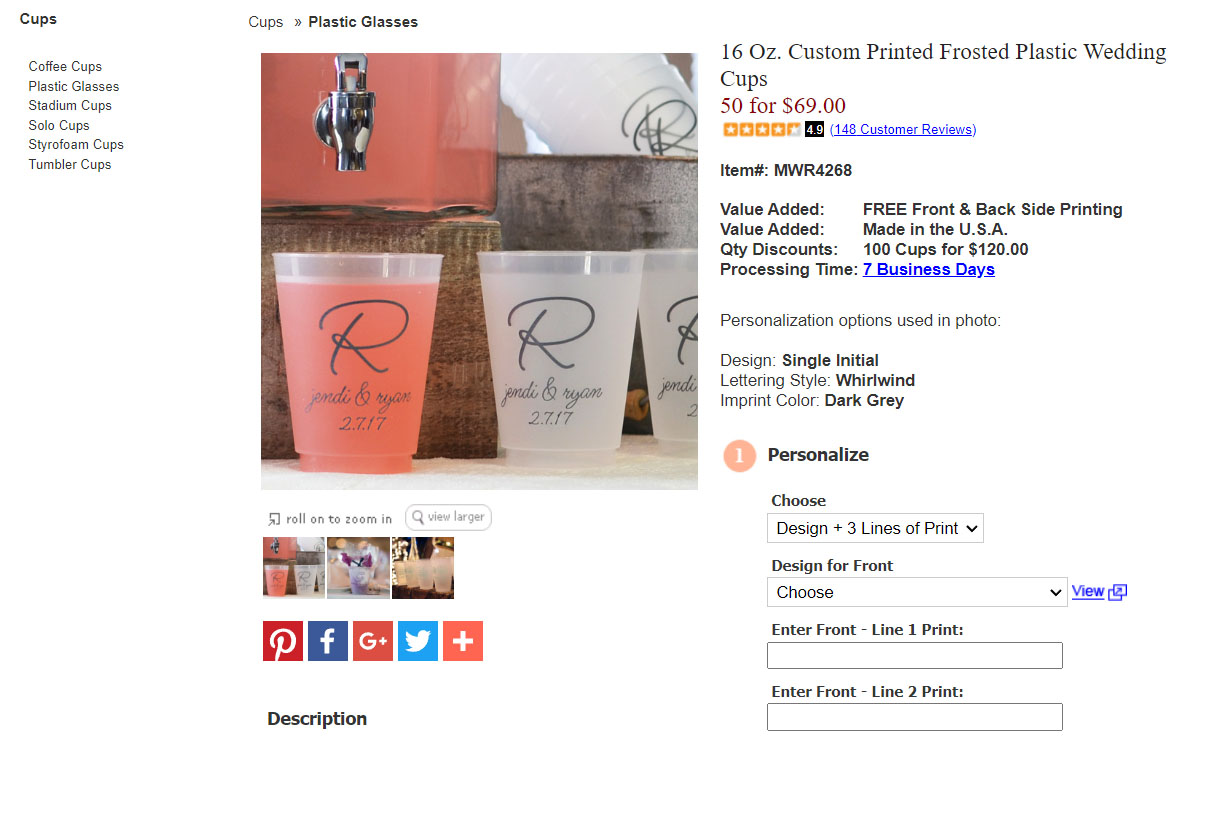 Cups
Coffee Cups
Plastic Glasses
Stadium Cups
Solo Cups
Styrofoam Cups
Tumbler Cups
Cups » Plastic Glasses
R
R
jendi & ryan
2.7.17
R
jendi & ryan
2.7.17
R
jendi
2
roll on to zoom in
view larger
f
G+
+
Description
16 Oz. Custom Printed Frosted Plastic Wedding
Cups
50 for $69.00
4.9 (148 Customer Reviews)
Item#: MWR4268
Value Added: FREE Front & Back Side Printing
Value Added: Made in the U.S.A.
Qty Discounts: 100 Cups for $120.00
Processing Time: 7 Business Days
Personalization options used in photo:
Design: Single Initial
Lettering Style: Whirlwind
Imprint Color: Dark Grey
1 Personalize
Choose
Design + 3 Lines of Print
Design for Front
Choose View
Enter Front - Line 1 Print:
Enter Front - Line 2 Print: